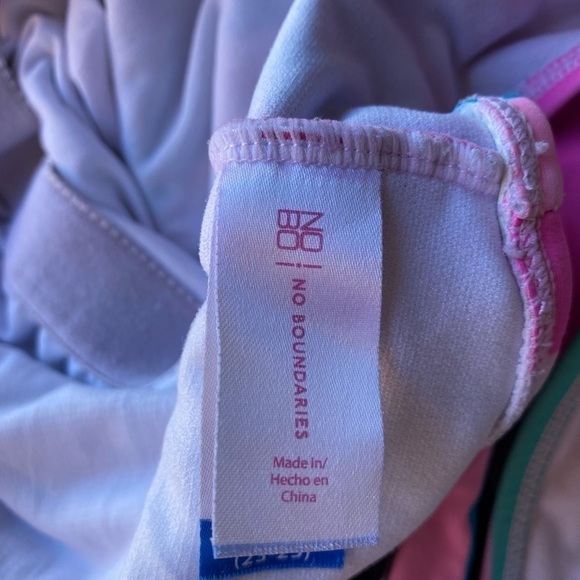 NO
BO
NO BOUNDARIES
Made in/
Hecho en
China